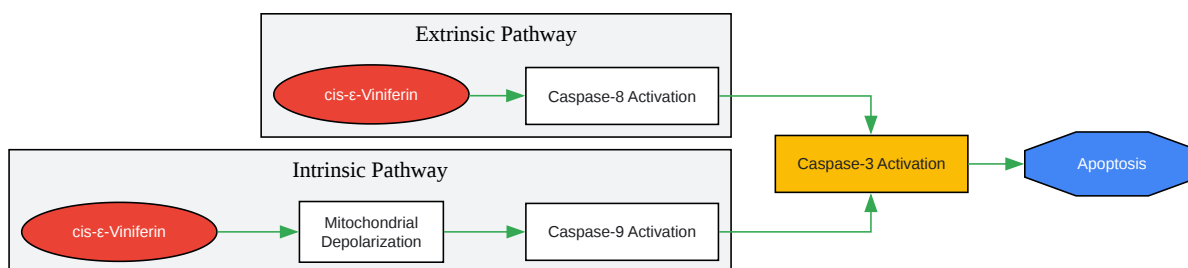 Extrinsic Pathway
cis-ε-Viniferin
Caspase-8 Activation
Intrinsic Pathway
cis-ε-Viniferin
Mitochondrial
Depolarization
Caspase-9 Activation
Caspase-3 Activation
Apoptosis